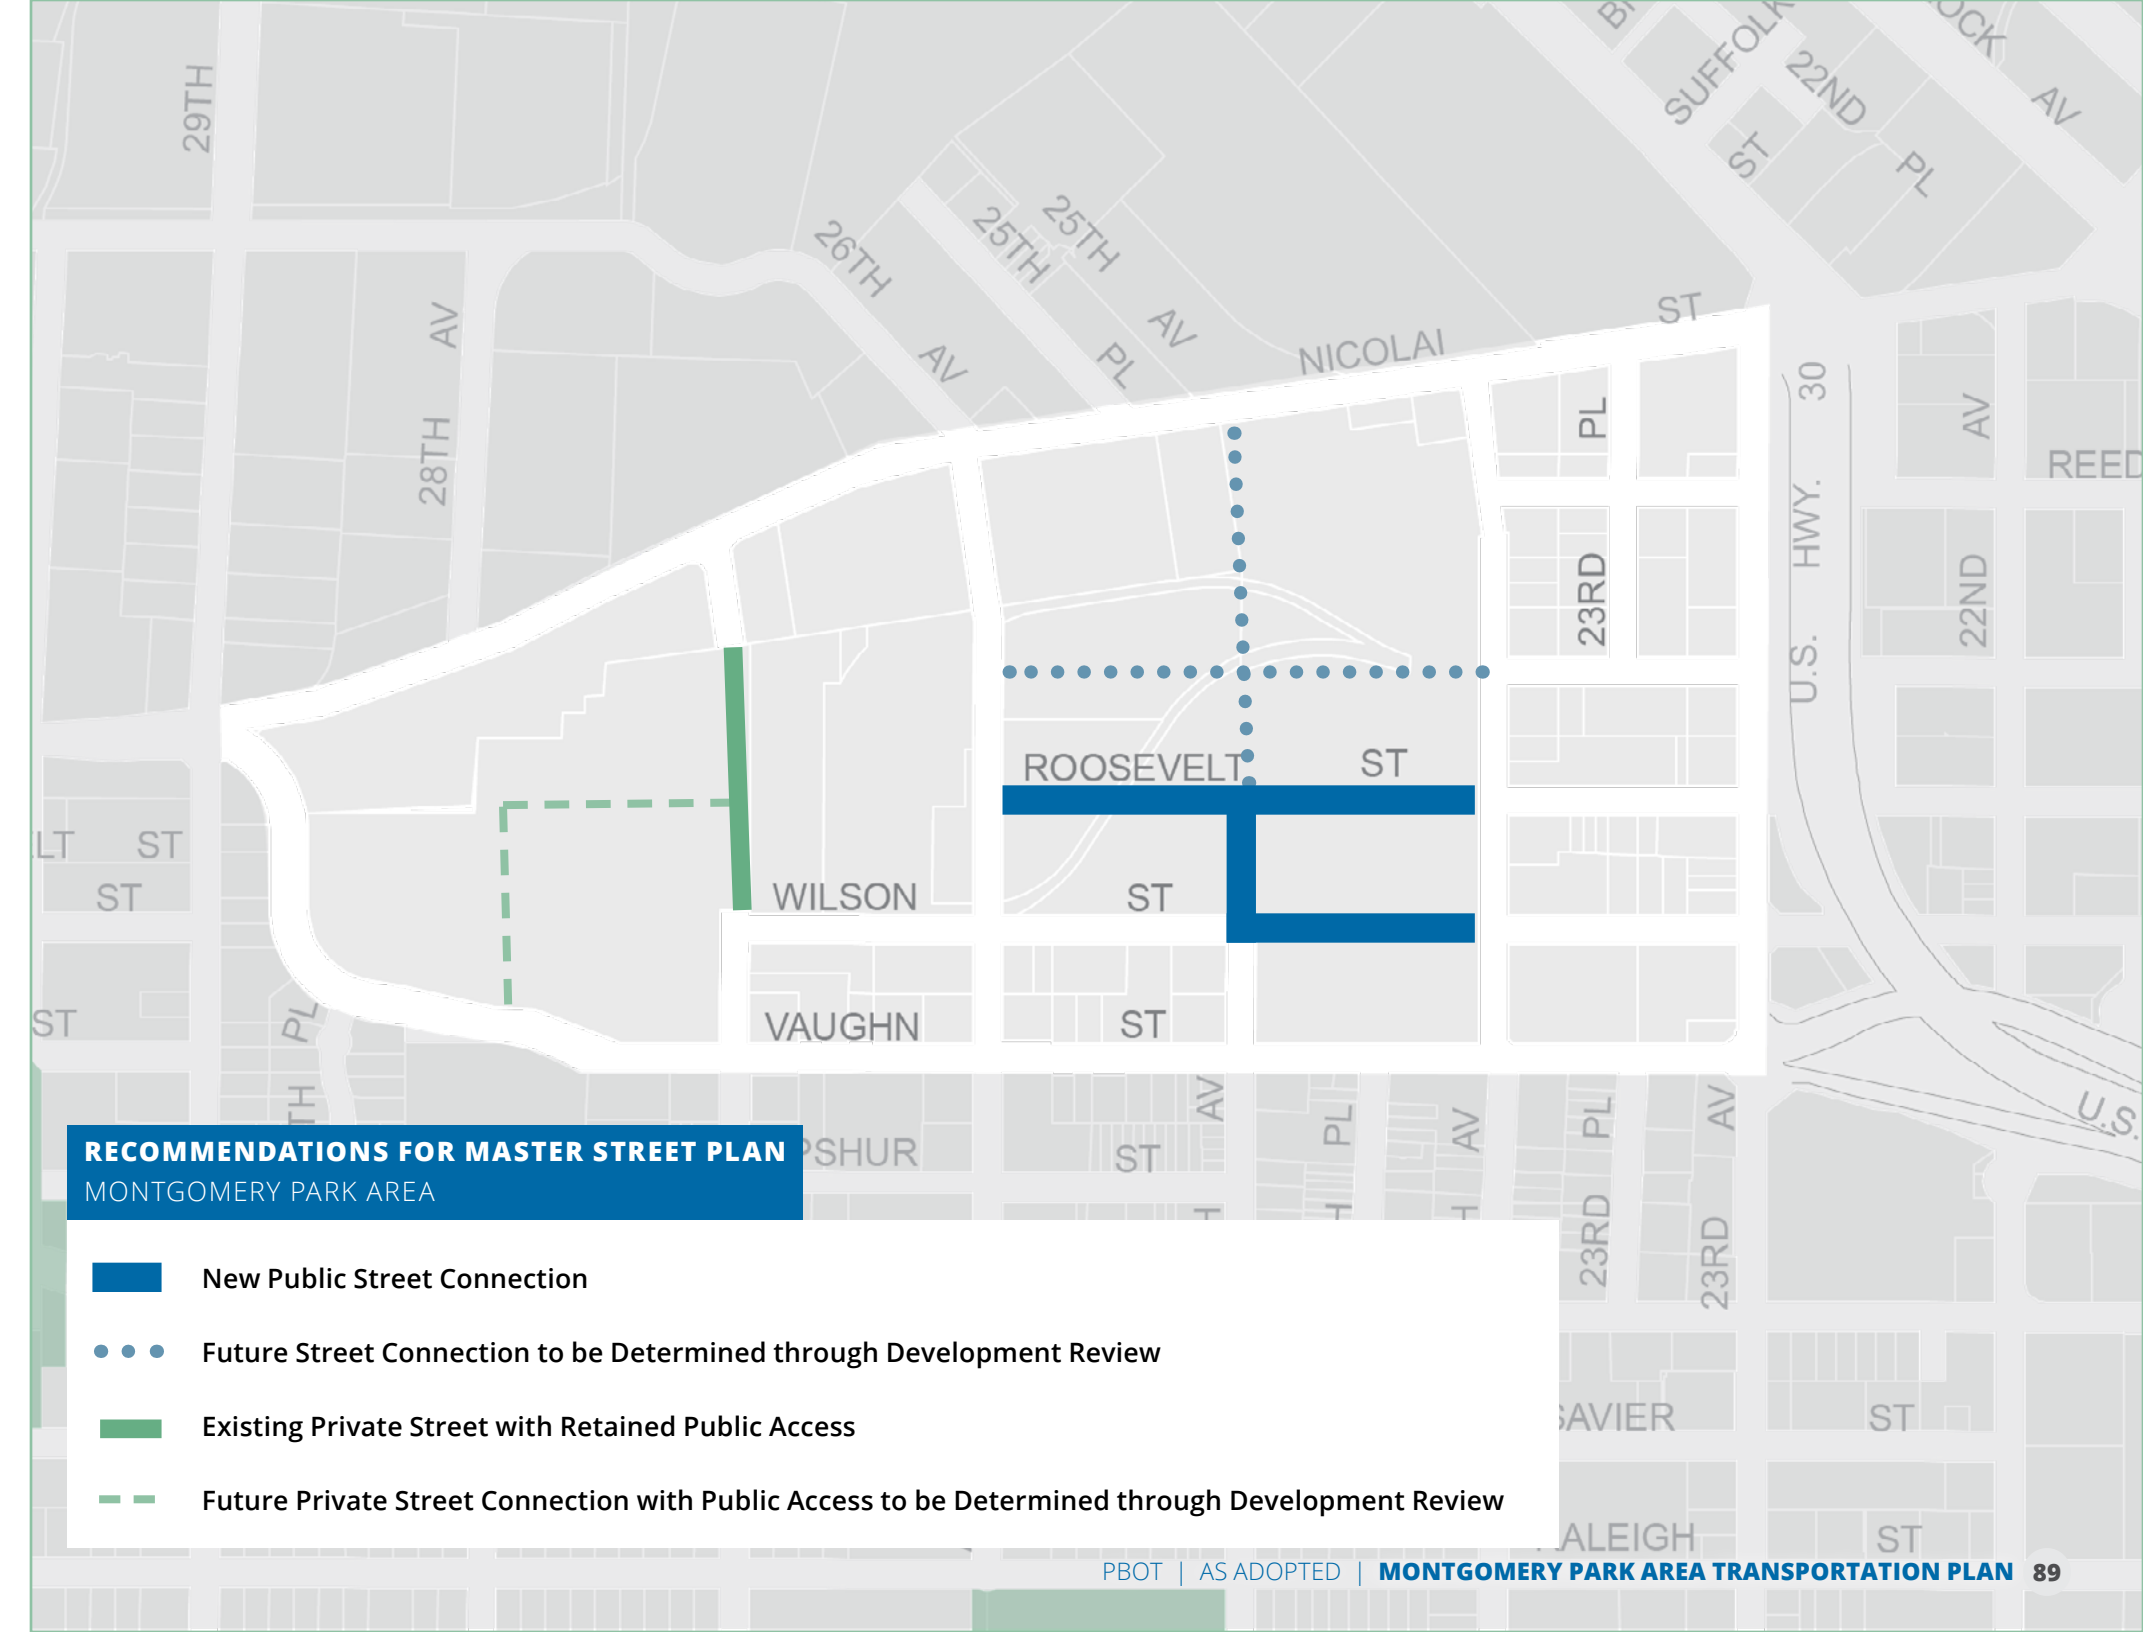 29TH
SUFFOLK
ST
22ND
PL
AV
26TH
AV
25TH
PL
25TH
AV
28TH
AV
NICOLAI
ST
PL
23RD
U.S.
HWY.
30
AV
22ND
REED
ROOSEVELT
ST
ST
ST
WILSON
ST
ST
PL
TH
VAUGHN
ST
AV
PL
AV
PL
AV
U.S.
ST
23RD
23RD
RECOMMENDATIONS FOR MASTER STREET PLAN
MONTGOMERY PARK AREA
New Public Street Connection
Future Street Connection to be Determined through Development Review
Existing Private Street with Retained Public Access
Future Private Street Connection with Public Access to be Determined through Development Review
ST
ST
PBOT | AS ADOPTED | MONTGOMERY PARK AREA TRANSPORTATION PLAN 89